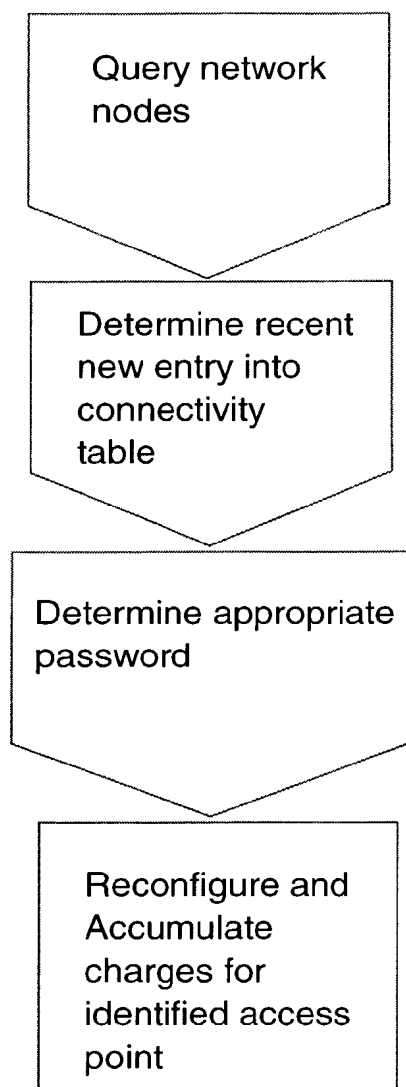 Query network
nodes
Determine recent
new entry into
connectivity
table
Determine appropriate
password
Reconfigure and
Accumulate
charges for
identified access
point